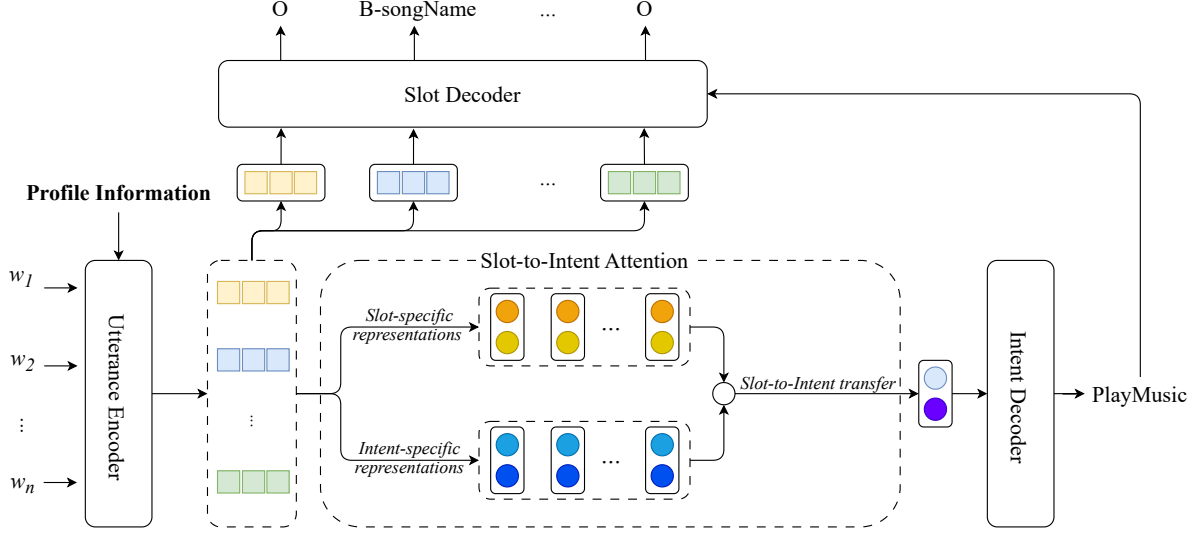 O B-songName ... O
Slot Decoder
...
Profile Information
Slot-to-Intent Attention
w1
w2
⋮
wn
Utterance Encoder
⋮
Slot-specific
representations
...
Intent-specific
representations
...
Slot-to-Intent transfer
Intent Decoder
PlayMusic